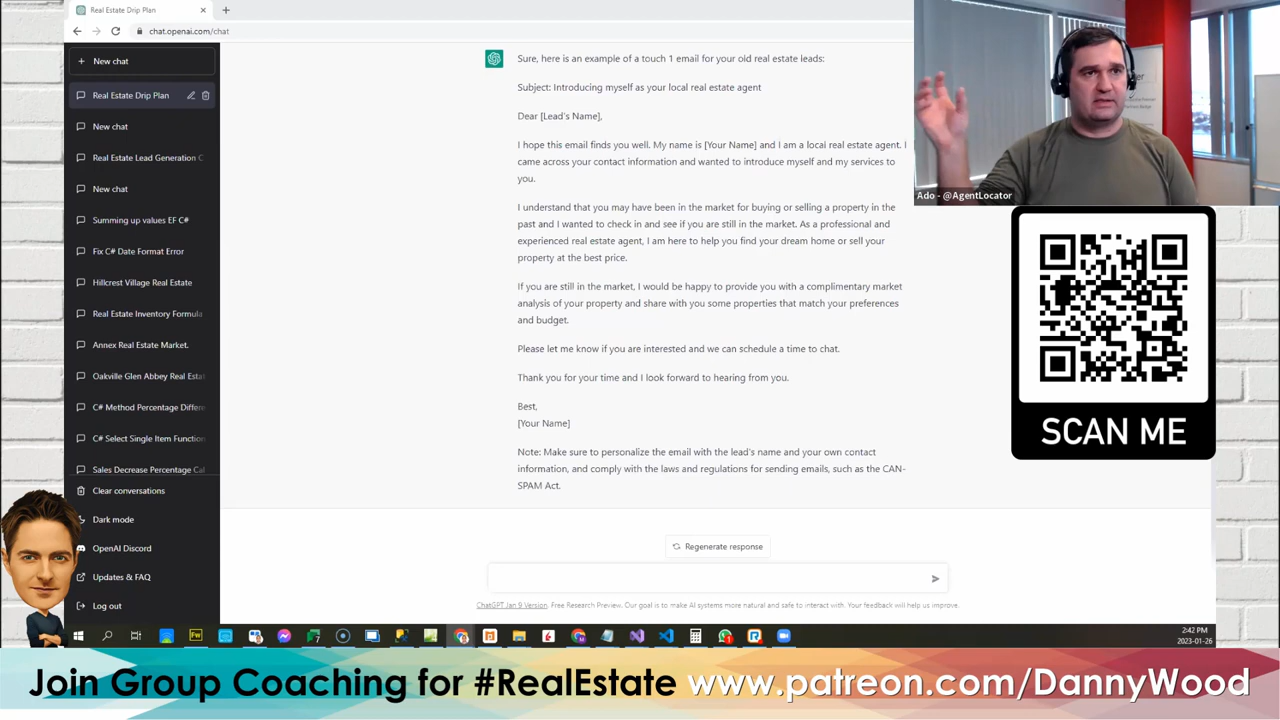 Real Estate Drip Plan
chat.openai.com/chat
New chat
Real Estate Drip Plan
New chat
Real Estate Lead Generation C
New chat
Summing up values EF C#
Fix C# Date Format Error
Hillcrest Village Real Estate
Real Estate Inventory Formula
Annex Real Estate Market.
Oakville Glen Abbey Real Esta
C# Method Percentage Differe
C# Select Single Item Function
Sales Decrease Percentage Cal
Clear conversations
Dark mode
OpenAI Discord
Updates & FAQ
Log out
Sure, here is an example of a touch 1 email for your old real estate leads:
Subject: Introducing myself as your local real estate agent
Dear [Lead's Name],
I hope this email finds you well. My name is [Your Name] and I am a local real estate agent. I
came across your contact information and wanted to introduce myself and my services to
you.
I understand that you may have been in the market for buying or selling a property in the
past and I wanted to check in and see if you are still in the market. As a professional and
experienced real estate agent, I am here to help you find your dream home or sell your
property at the best price.
If you are still in the market, I would be happy to provide you with a complimentary market
analysis of your property and share with you some properties that match your preferences
and budget.
Please let me know if you are interested and we can schedule a time to chat.
Thank you for your time and I look forward to hearing from you.
Best,
[Your Name]
Note: Make sure to personalize the email with the lead's name and your own contact
information, and comply with the laws and regulations for sending emails, such as the CAN-
SPAM Act.
Regenerate response
ChatGPT Jan 9 Version. Free Research Preview. Our goal is to make AI systems more natural and safe to interact with. Your feedback will help us improve.
Ado - @AgentLocator
SCAN ME
2:42 PM
2023-01-26
Join Group Coaching for #RealEstate www.patreon.com/DannyWood